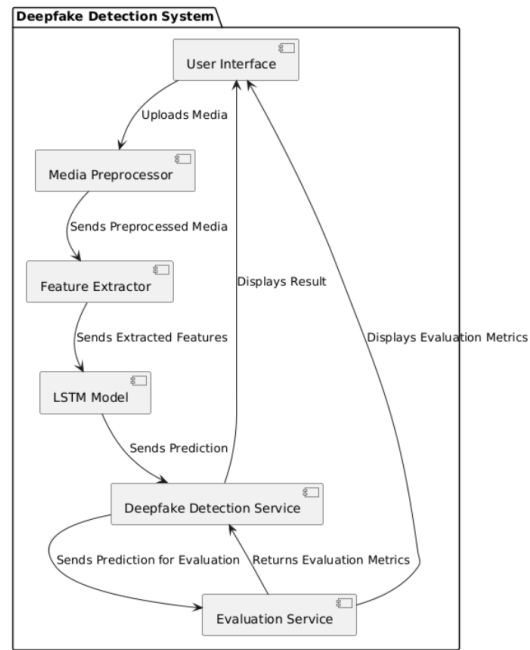 Deepfake Detection System
User Interface
Uploads Media
Media Preprocessor
Sends Preprocessed Media
Feature Extractor
Displays Result
Sends Extracted Features
Displays Evaluation Metrics
LSTM Model
Sends Prediction
Deepfake Detection Service
Sends Prediction for Evaluation
Returns Evaluation Metrics
Evaluation Service